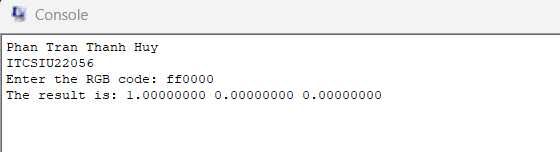 Console
Phan Tran Thanh Huy
ITCSIU22056
Enter the RGB code: ff0000
The result is: 1.00000000 0.00000000 0.00000000